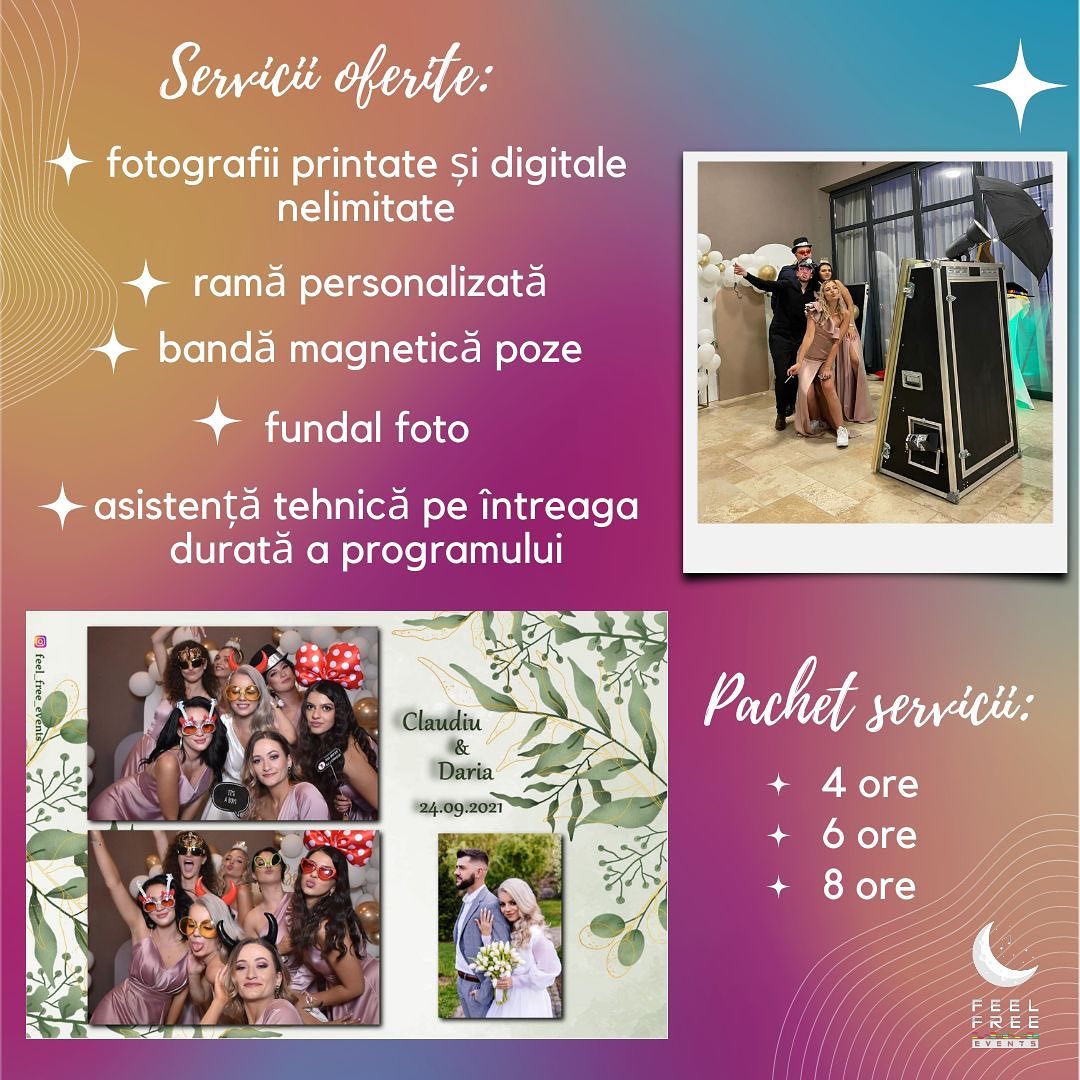 Servicii oferite:
fotografii printate și digitale
nelimitate
ramă personalizată
bandă magnetică poze
fundal foto
asistență tehnică pe întreaga
durată a programului
feel_free_events
Claudiu
&
Daria
24.09.2021
Pachet servicii:
4 ore
6 ore
8 ore
FEEL
FREE
EVENTS